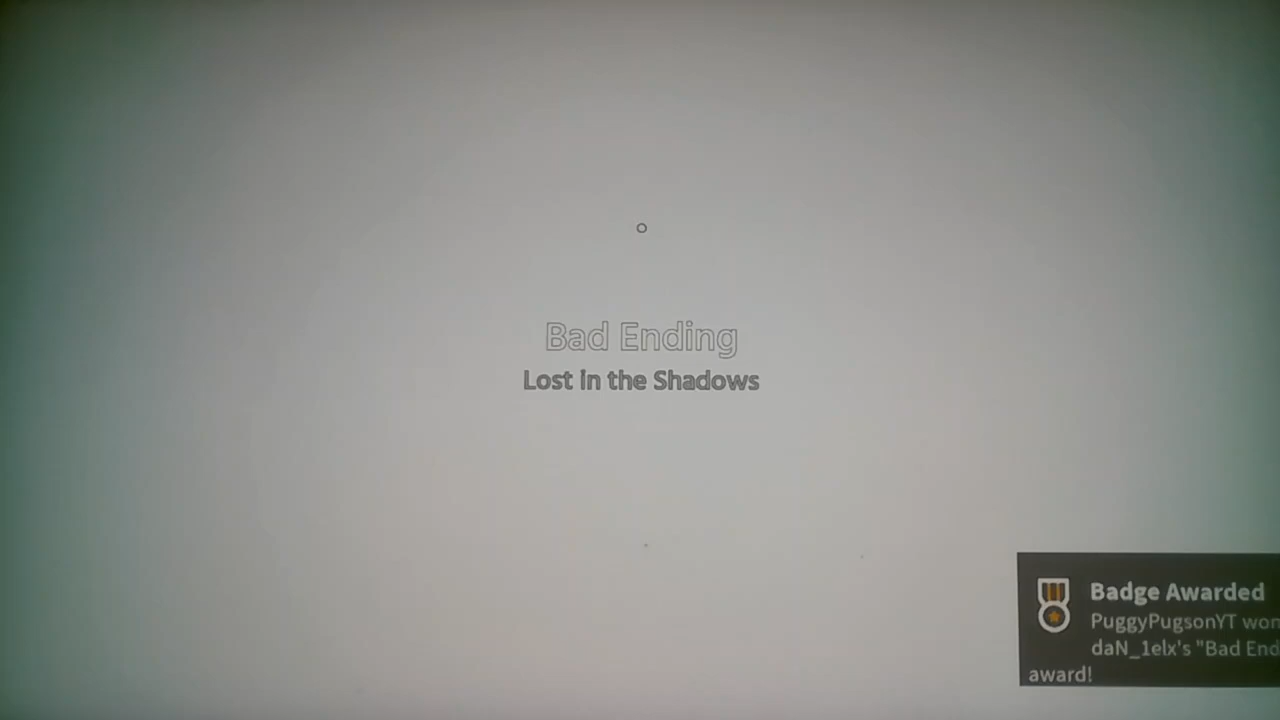 Bad Ending
Lost in the Shadows
Badge Awarded
PuggyPugsonYT won
daN_1elx's "Bad End
award!